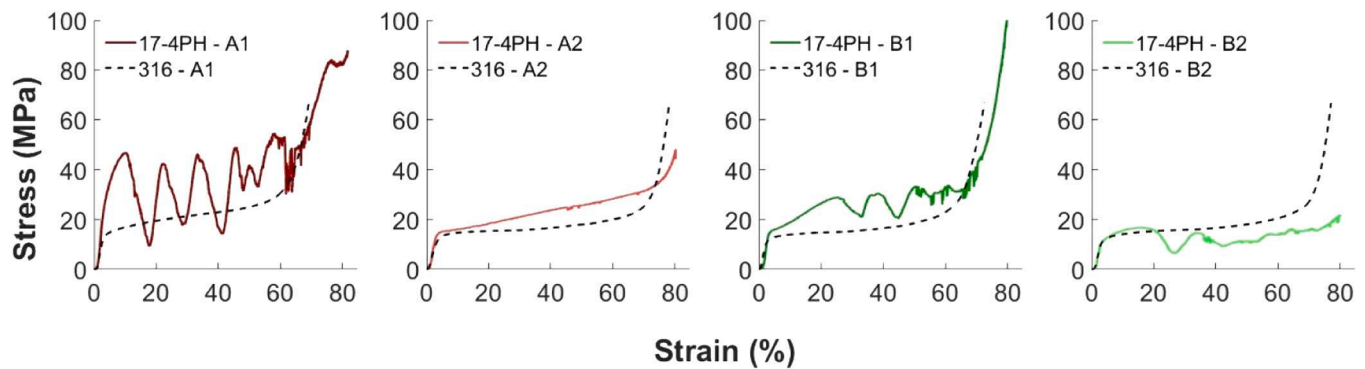 Stress (MPa)
100
80
60
40
20
0
17-4PH - A1
316 - A1
0 20 40 60 80
100
80
60
40
20
0
17-4PH - A2
316 - A2
0 20 40 60 80
100
80
60
40
20
0
17-4PH - B1
316 - B1
0 20 40 60 80
100
80
60
40
20
0
17-4PH - B2
316 - B2
0 20 40 60 80
Strain (%)